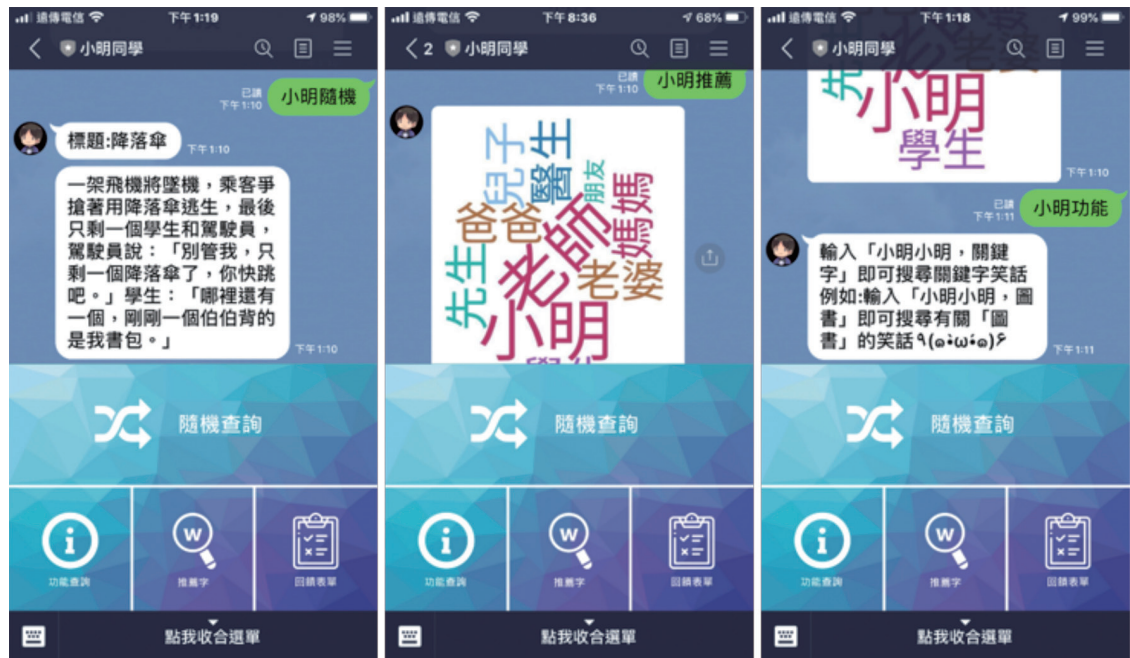 遠傳電信 下午1:19 98%
小明同學
已讀
下午1:10
小明隨機
標題:降落傘
下午1:10
一架飛機將墜機，乘客爭
搶著用降落傘逃生，最後
只剩一個學生和駕駛員，
駕駛員說：「別管我，只
剩一個降落傘了，你快跳
吧。」學生：「哪裡還有
一個，剛剛一個伯伯背的
是我書包。」
下午1:10
隨機查詢
功能查詢
推薦字
回饋表單
點我收合選單
遠傳電信 下午8:36 68%
2 小明同學
已讀
下午1:10
小明推薦
兒子
醫生
朋友
爸爸
老師
媽媽
先生
老婆
小明
學生
隨機查詢
功能查詢
W
推薦字
回饋表單
點我收合選單
遠傳電信 下午1:18 99%
小明同學
老婆
先
小明
學生
下午1:10
已讀
下午1:11
小明功能
輸入「小明小明，關鍵
字」即可搜尋關鍵字笑話
例如:輸入「小明小明，圖
書」即可搜尋有關「圖
書」的笑話٩(๑•̀ω•́๑)۶
下午1:11
隨機查詢
功能查詢
W
推薦字
回饋表單
點我收合選單